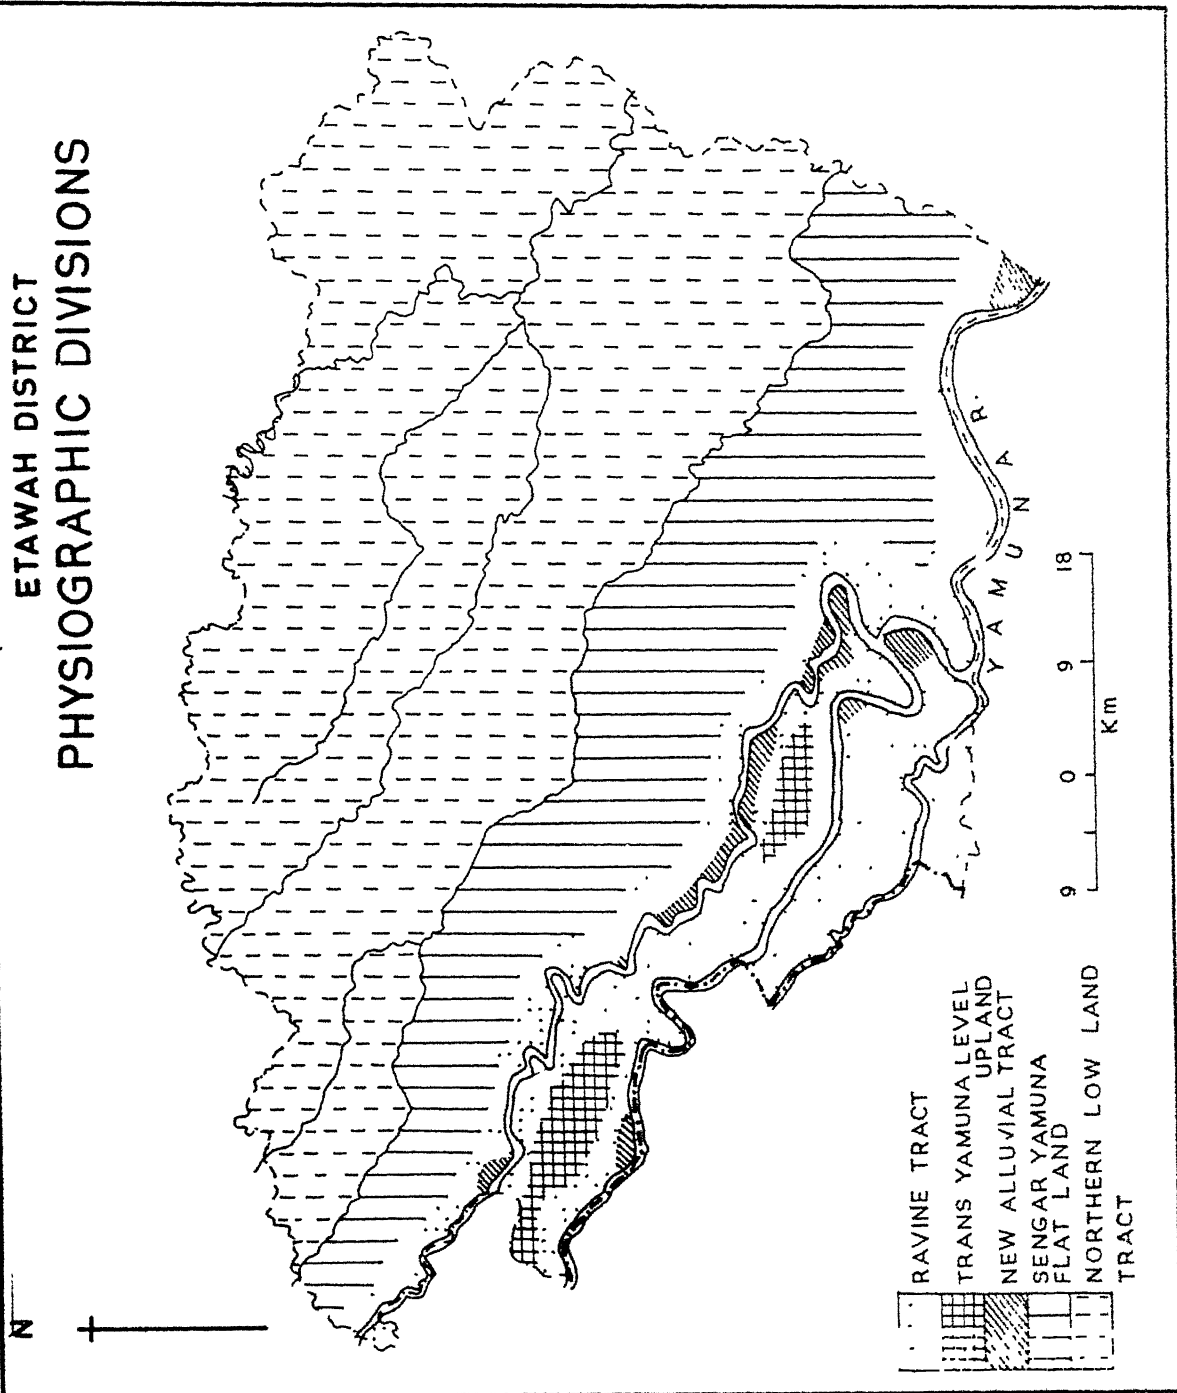 ETAWAH DISTRICT
PHYSIOGRAPHIC DIVISIONS
N
YAMUNA R.
9 0 9 18
Km
RAVINE TRACT
TRANS YAMUNA LEVEL
UPLAND
NEW ALLUVIAL TRACT
SENGAR YAMUNA
FLAT LAND
NORTHERN LOW LAND
TRACT